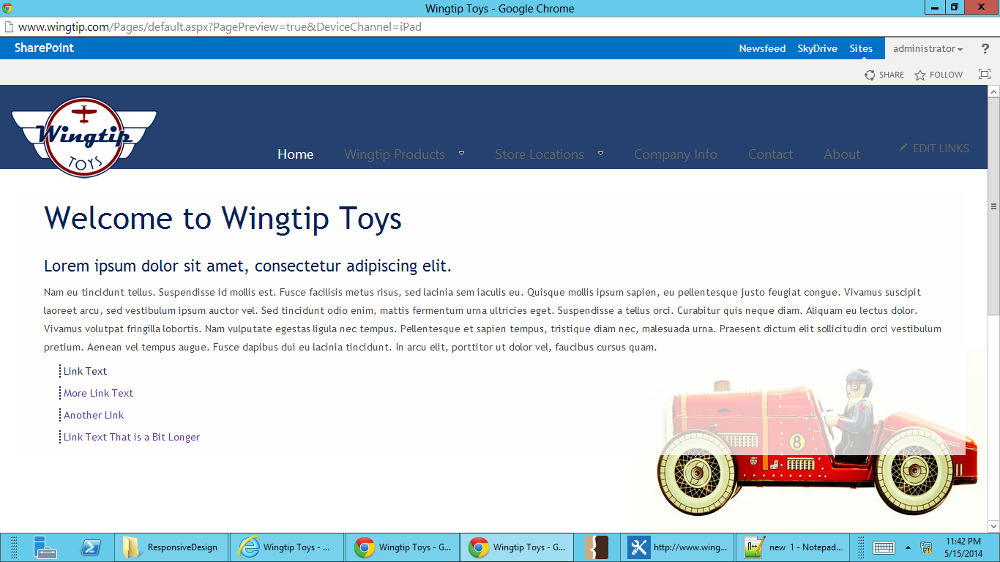 Wingtip Toys - Google Chrome
www.wingtip.com/Pages/default.aspx?PagePreview=true&DeviceChannel=iPad
SharePoint Newsfeed SkyDrive Sites administrator ?
SHARE FOLLOW
Wingtip
TOYS
Home Wingtip Products Store Locations Company Info Contact About EDIT LINKS
Welcome to Wingtip Toys
Lorem ipsum dolor sit amet, consectetur adipiscing elit.
Nam eu tincidunt tellus. Suspendisse id mollis est. Fusce facilisis metus risus, sed lacinia sem iaculis eu. Quisque mollis ipsum sapien, eu pellentesque justo feugiat congue. Vivamus suscipit
laoreet arcu, sed vestibulum ipsum auctor vel. Sed tincidunt odio enim, mattis fermentum urna ultricies eget. Suspendisse a tellus orci. Curabitur quis neque diam. Aliquam eu lectus dolor.
Vivamus volutpat fringilla lobortis. Nam vulputate egestas ligula nec tempus. Pellentesque et sapien tempus, tristique diam nec, malesuada urna. Praesent dictum elit sollicitudin orci vestibulum
pretium. Aenean vel tempus augue. Fusce dapibus dui eu lacinia tincidunt. In arcu elit, porttitor ut dolor vel, faucibus cursus quam.
Link Text
More Link Text
Another Link
Link Text That is a Bit Longer
8
ResponsiveDesign Wingtip Toys - ... Wingtip Toys - G... Wingtip Toys - G... http://www.wing... new 1 - Notepad... 11:42 PM
5/15/2014